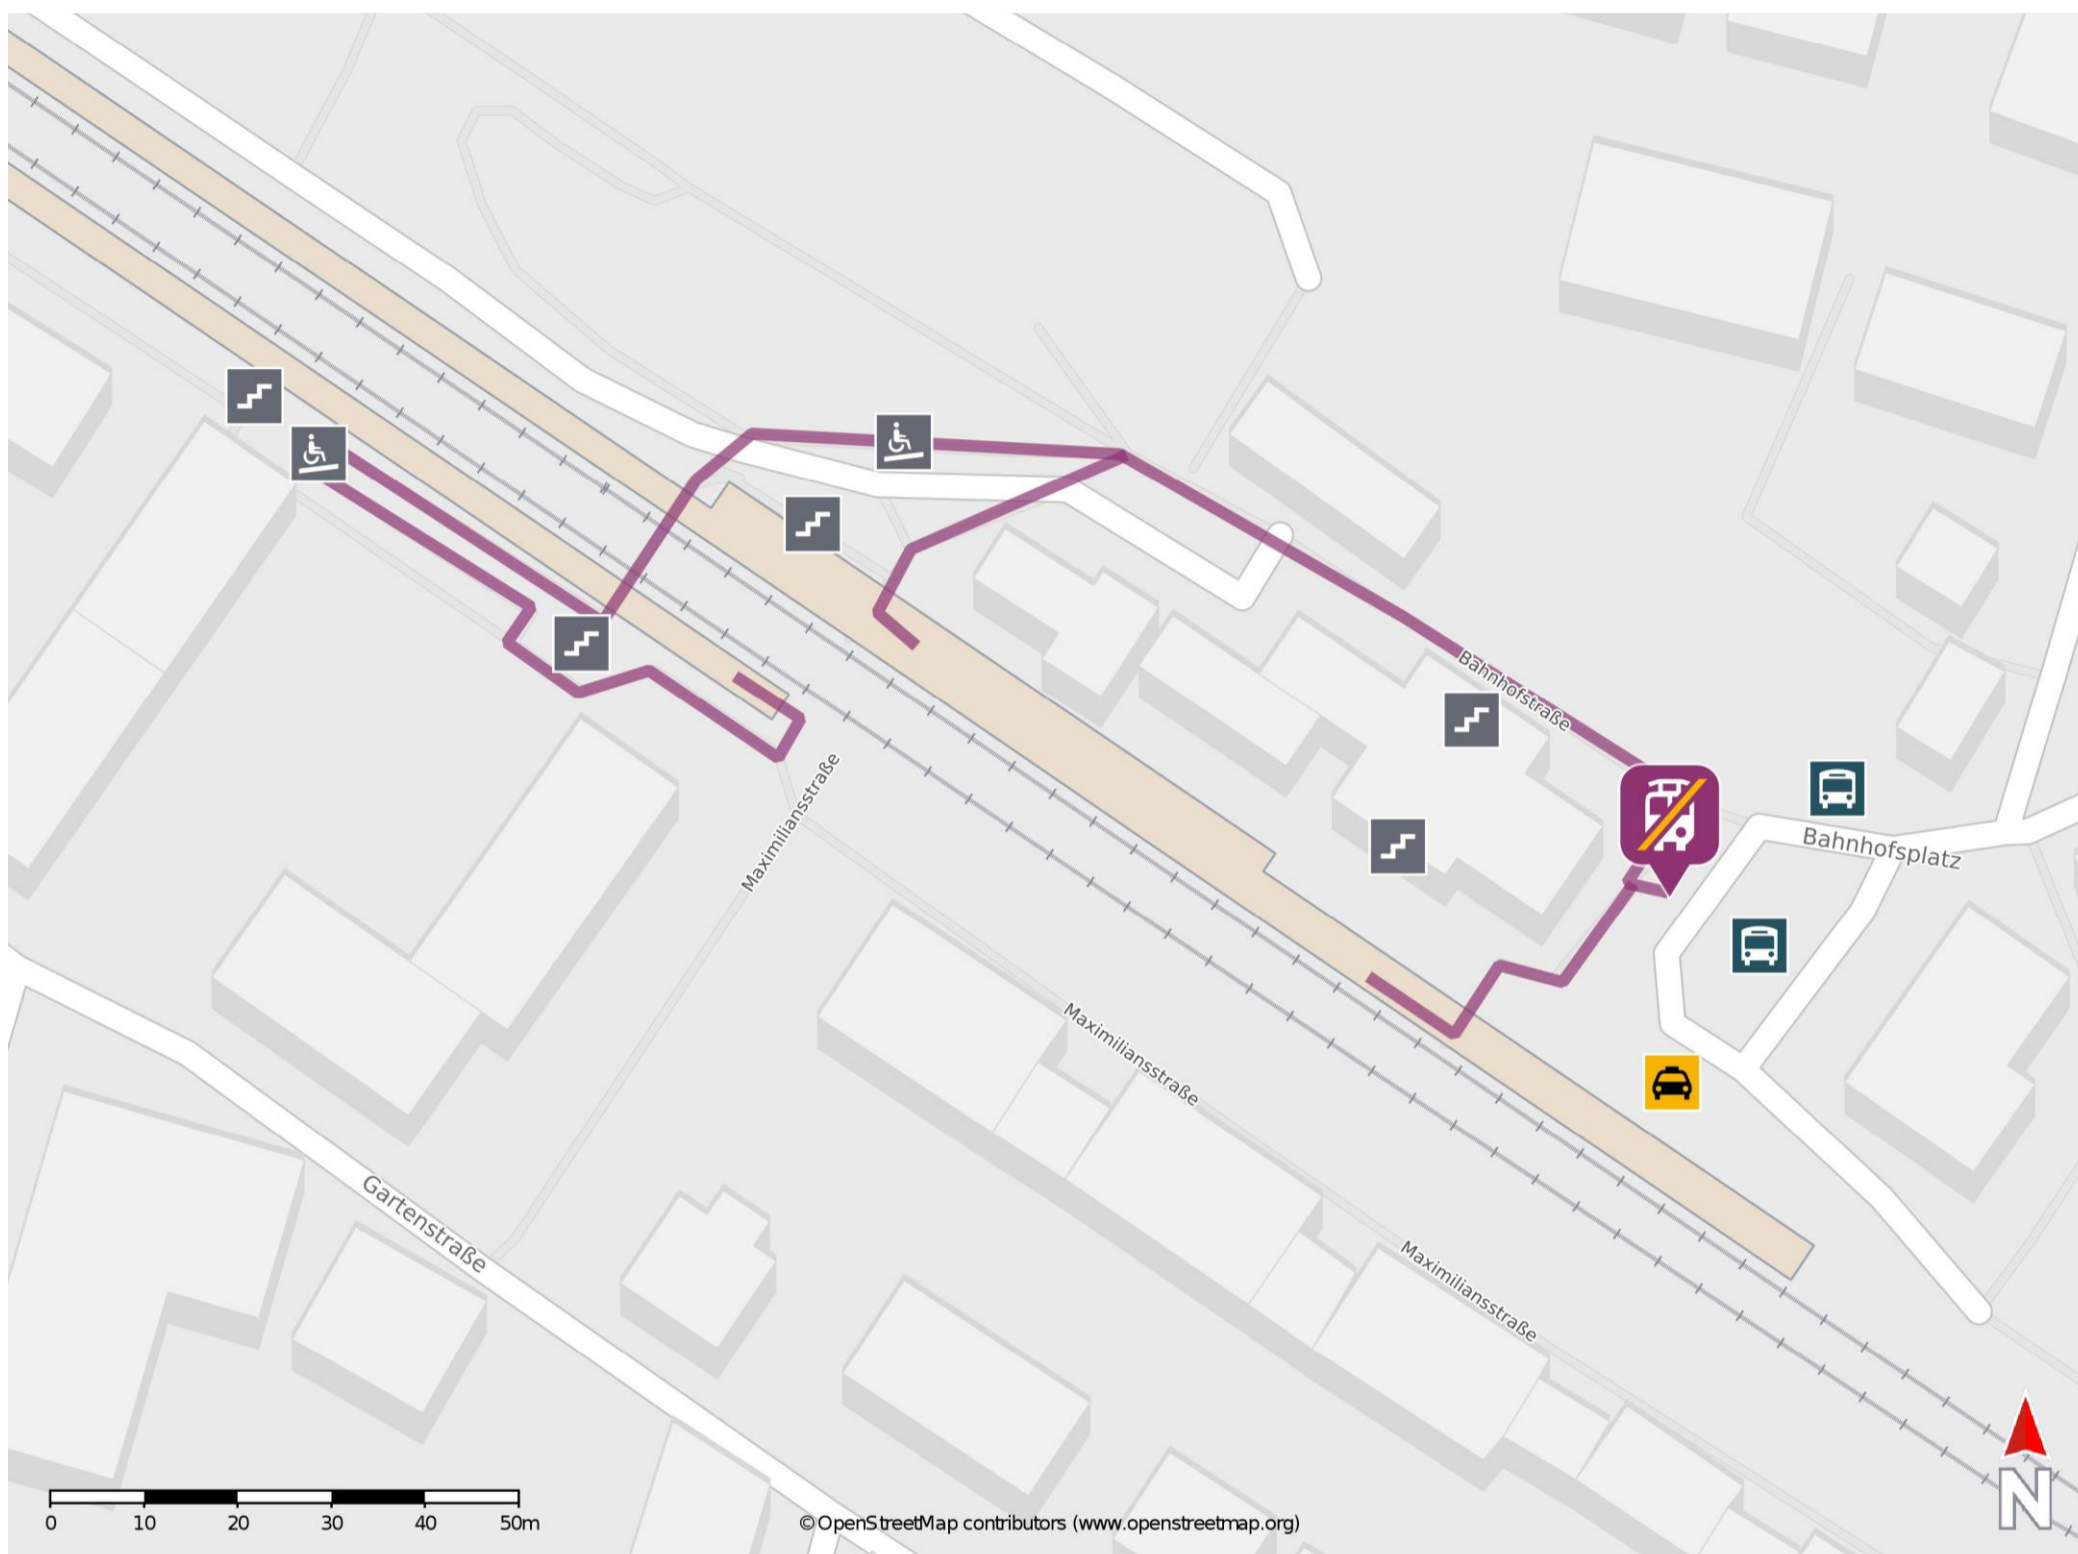 Bahnhofstraße
Bahnhofsplatz
Maximiliansstraße
Maximiliansstraße
Gartenstraße
Maximiliansstraße
N
0 10 20 30 40 50m
©OpenStreetMap contributors (www.openstreetmap.org)